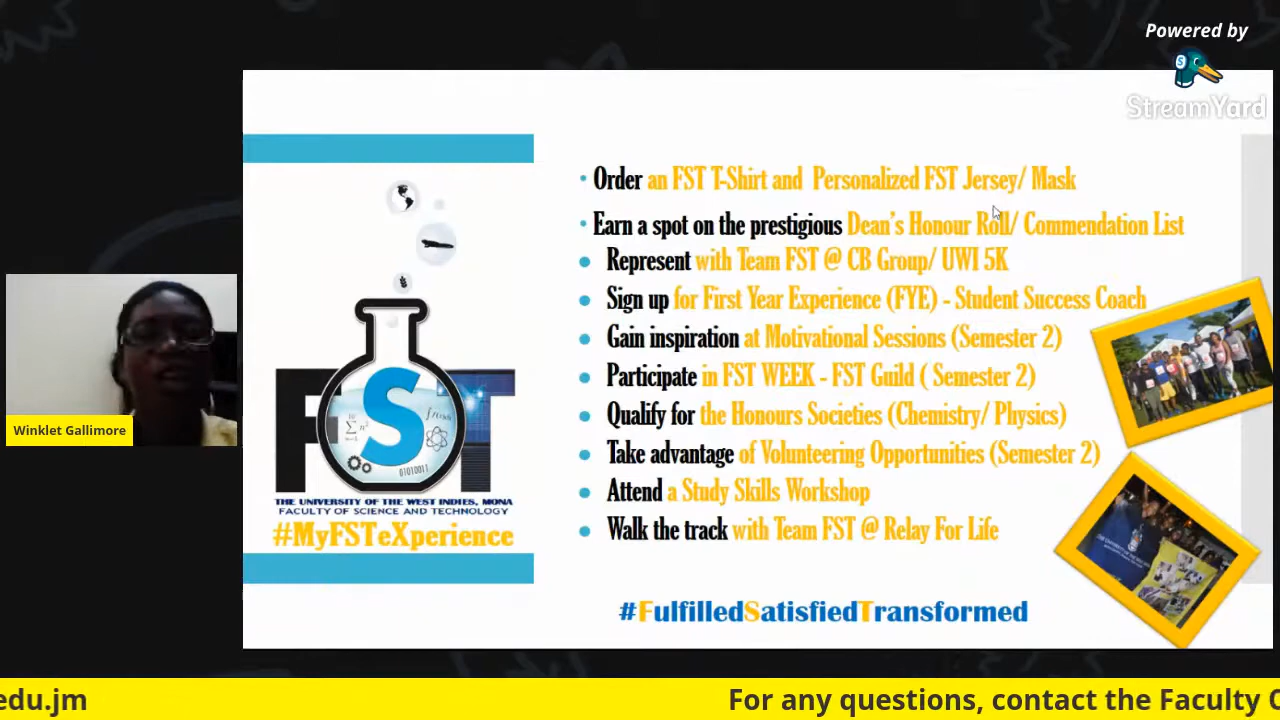 Powered by
StreamYard
• Order an FST T-Shirt and Personalized FST Jersey/ Mask
• Earn a spot on the prestigious Dean's Honour Roll/ Commendation List
• Represent with Team FST @ CB Group/ UWI 5K
• Sign up for First Year Experience (FYE) - Student Success Coach
• Gain inspiration at Motivational Sessions (Semester 2)
• Participate in FST WEEK - FST Guild ( Semester 2)
• Qualify for the Honours Societies (Chemistry/ Physics)
• Take advantage of Volunteering Opportunities (Semester 2)
• Attend a Study Skills Workshop
• Walk the track with Team FST @ Relay For Life
FST
01010011
THE UNIVERSITY OF THE WEST INDIES, MONA
FACULTY OF SCIENCE AND TECHNOLOGY
#MyFSTeXperience
#FulfilledSatisfiedTransformed
Winklet Gallimore
edu.jm
For any questions, contact the Faculty